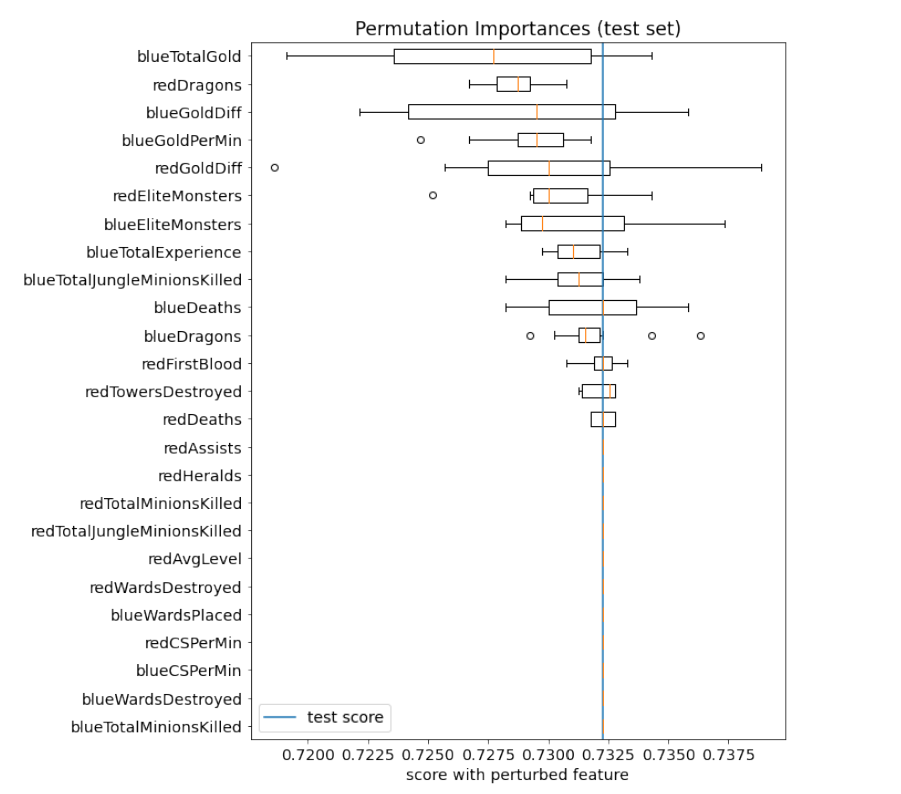 Permutation Importances (test set)
blueTotalGold
redDragons
blueGoldDiff
blueGoldPerMin
redGoldDiff
redEliteMonsters
blueEliteMonsters
blueTotalExperience
blueTotalJungleMinionsKilled
blueDeaths
blueDragons
redFirstBlood
redTowersDestroyed
redDeaths
redAssists
redHeralds
redTotalMinionsKilled
redTotalJungleMinionsKilled
redAvgLevel
redWardsDestroyed
blueWardsPlaced
redCSPerMin
blueCSPerMin
blueWardsDestroyed
blueTotalMinionsKilled
test score
0.7200 0.7225 0.7250 0.7275 0.7300 0.7325 0.7350 0.7375
score with perturbed feature